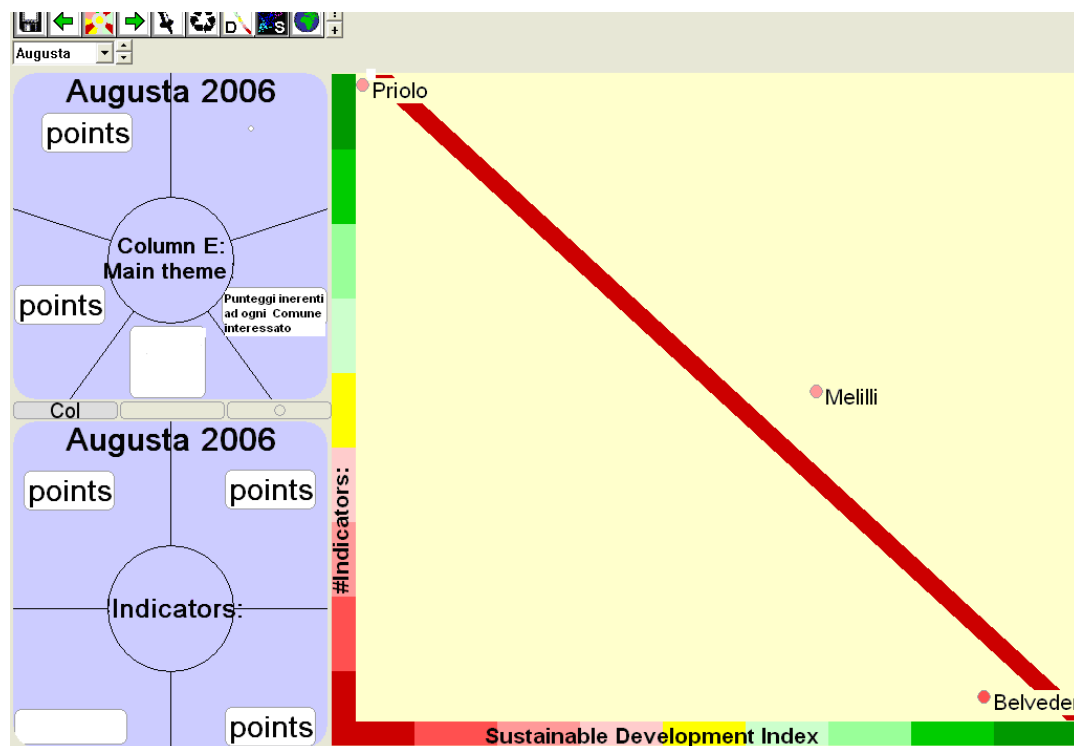 D
S
+
Augusta
Augusta 2006
points
Column E:
Main theme
points
Punteggi inerenti
ad ogni Comune
interessato
Col
Augusta 2006
points
points
Indicators:
points
#Indicators:
Priolo
Melilli
Belveder
Sustainable Development Index